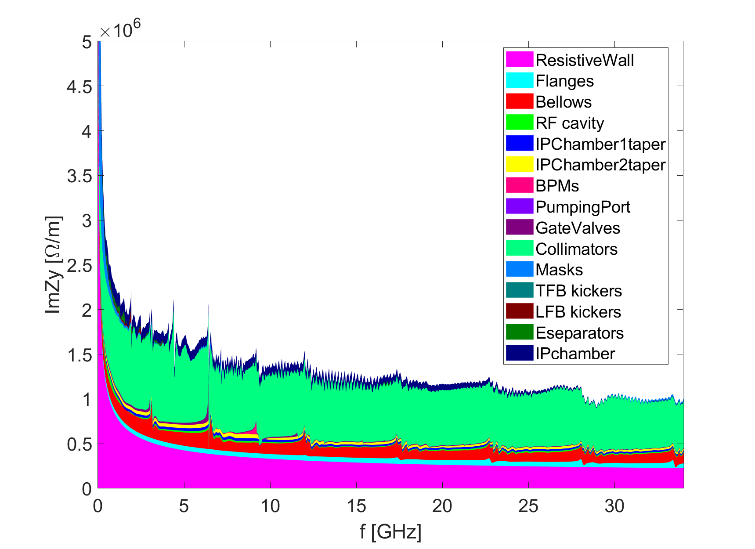 ×10⁶
5
4.5
4
3.5
3
2.5
2
1.5
1
0.5
0
ImZy [Ω/m]
0 5 10 15 20 25 30
f [GHz]
ResistiveWall
Flanges
Bellows
RF cavity
IPChamber1taper
IPChamber2taper
BPMs
PumpingPort
GateValves
Collimators
Masks
TFB kickers
LFB kickers
Eseparators
IPchamber